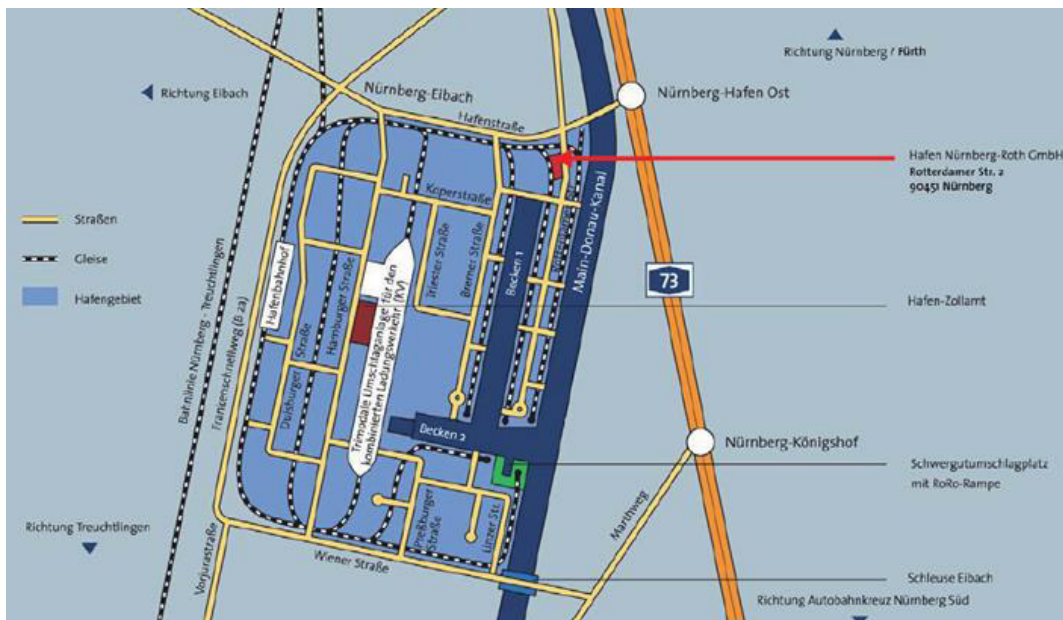 Richtung Nürnberg / Fürth
Richtung Eibach
Nürnberg-Eibach
Nürnberg-Hafen Ost
Hafenstraße
Hafen Nürnberg-Roth GmbH
Rotterdamer Str. 2
90451 Nürnberg
Koperstraße
Main-Donau-Kanal
Straßen
Gleise
Hafengebiet
73
Becken 1
Triester Straße
Bremer Straße
Hafenbahnhof
Hamburger Straße
Duisburger
Straße
Trimodale Umschlaganlage für den
kombinierten Ladungsverkehr (KV)
Hafen-Zollamt
Bahnlinie Nürnberg - Treuchtlingen
Frankenschnellweg (B 2a)
Becken 2
Nürnberg-Königshof
Schwergutumschlagplatz
mit RoRo-Rampe
Marthweg
Richtung Treuchtlingen
Preßburger
Straße
Linzer Str.
Vorjurastraße
Wiener Straße
Schleuse Eibach
Richtung Autobahnkreuz Nürnberg Süd